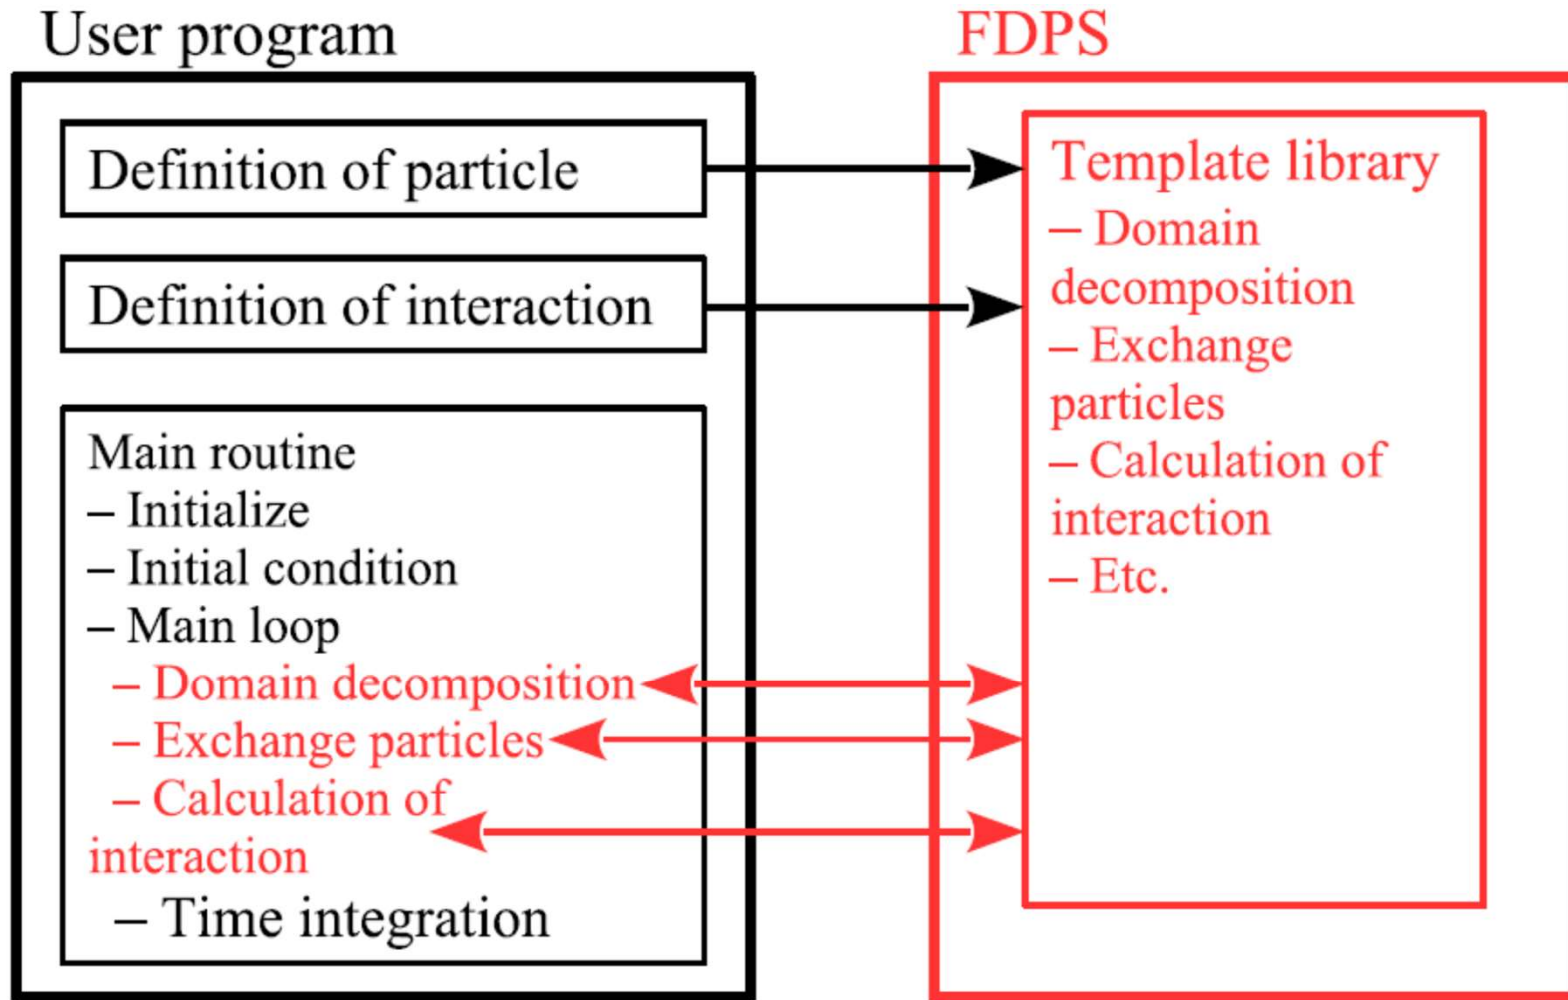 User program
Definition of particle
Definition of interaction
Main routine
– Initialize
– Initial condition
– Main loop
– Domain decomposition
– Exchange particles
– Calculation of
interaction
– Time integration
FDPS
Template library
– Domain
decomposition
– Exchange
particles
– Calculation of
interaction
– Etc.